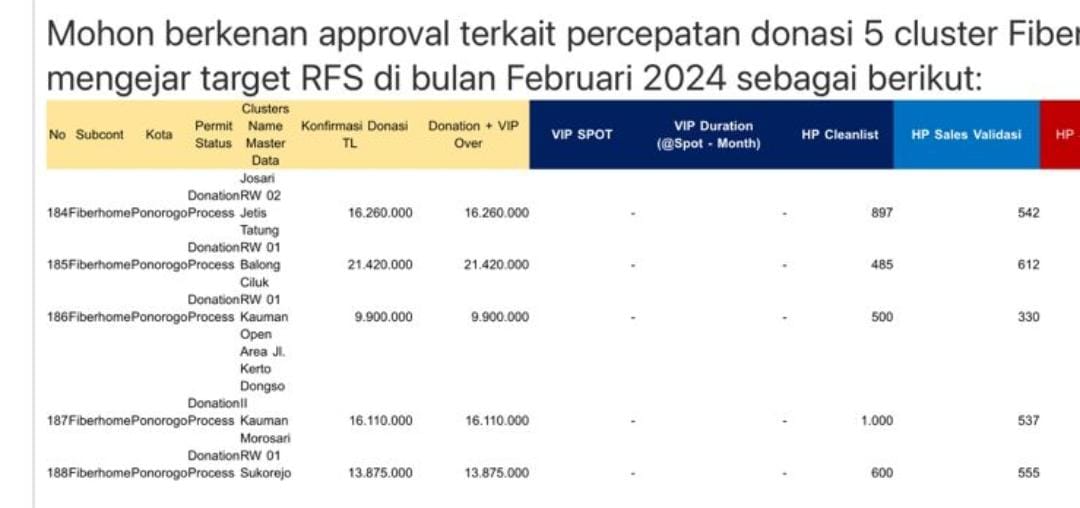 Mohon berkenan approval terkait percepatan donasi 5 cluster Fiber
mengejar target RFS di bulan Februari 2024 sebagai berikut:
No Subcont Kota Permit Status Clusters Name Master Data Konfirmasi Donasi TL Donation + VIP Over VIP SPOT VIP Duration (@Spot - Month) HP Cleanlist HP Sales Validasi HP
184 Fiberhome Ponorogo Donation Process Josari RW 02 Jetis 16.260.000 16.260.000 - - 897 542
185 Fiberhome Ponorogo Donation Process Tatung RW 01 Balong 21.420.000 21.420.000 - - 485 612
186 Fiberhome Ponorogo Donation Process Ciluk RW 01 Kauman 9.900.000 9.900.000 - - 500 330
187 Fiberhome Ponorogo Donation Process Open Area Jl. Kerto Dongso II Kauman 16.110.000 16.110.000 - - 1.000 537
188 Fiberhome Ponorogo Donation Process Morosari RW 01 Sukorejo 13.875.000 13.875.000 - - 600 555